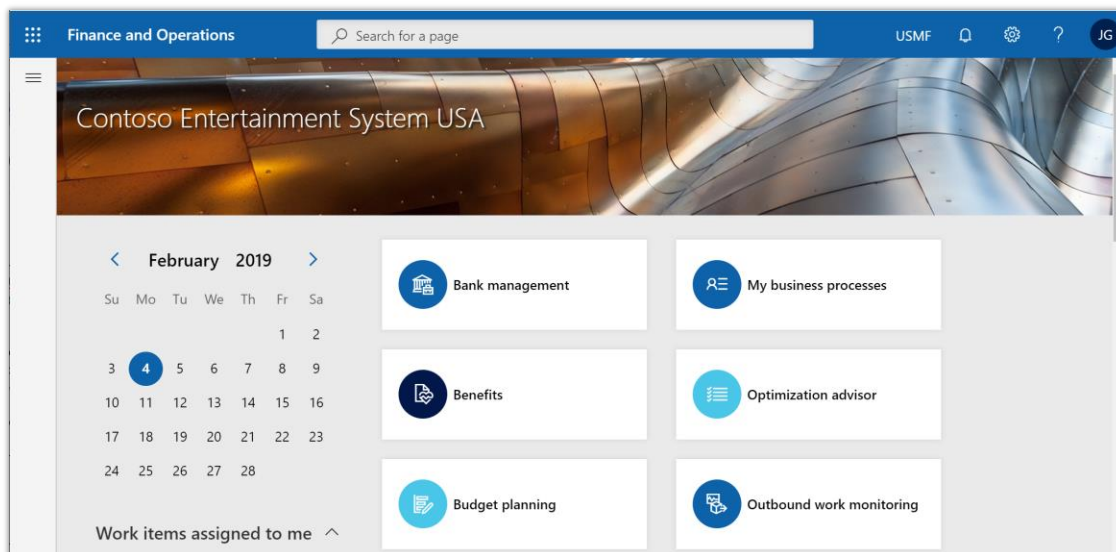 Finance and Operations
Search for a page
USMF
JG
Contoso Entertainment System USA
February 2019
Su Mo Tu We Th Fr Sa
1 2
3 4 5 6 7 8 9
10 11 12 13 14 15 16
17 18 19 20 21 22 23
24 25 26 27 28
Work items assigned to me
Bank management
My business processes
Benefits
Optimization advisor
Budget planning
Outbound work monitoring